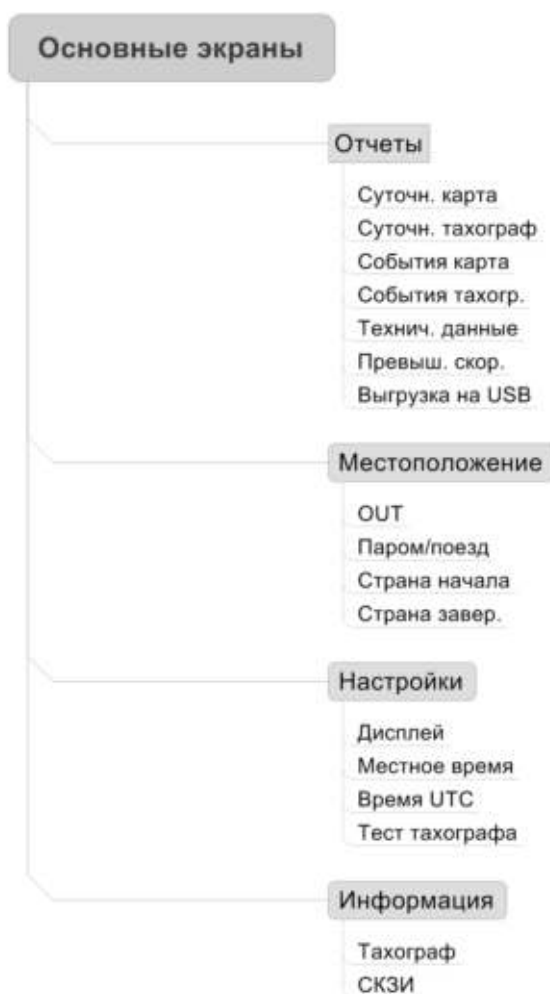 Основные экраны
Отчеты
Суточн. карта
Суточн. тахограф
События карта
События тахогр.
Технич. данные
Превыш. скор.
Выгрузка на USB
Местоположение
OUT
Паром/поезд
Страна начала
Страна завер.
Настройки
Дисплей
Местное время
Время UTC
Тест тахографа
Информация
Тахограф
СКЗИ